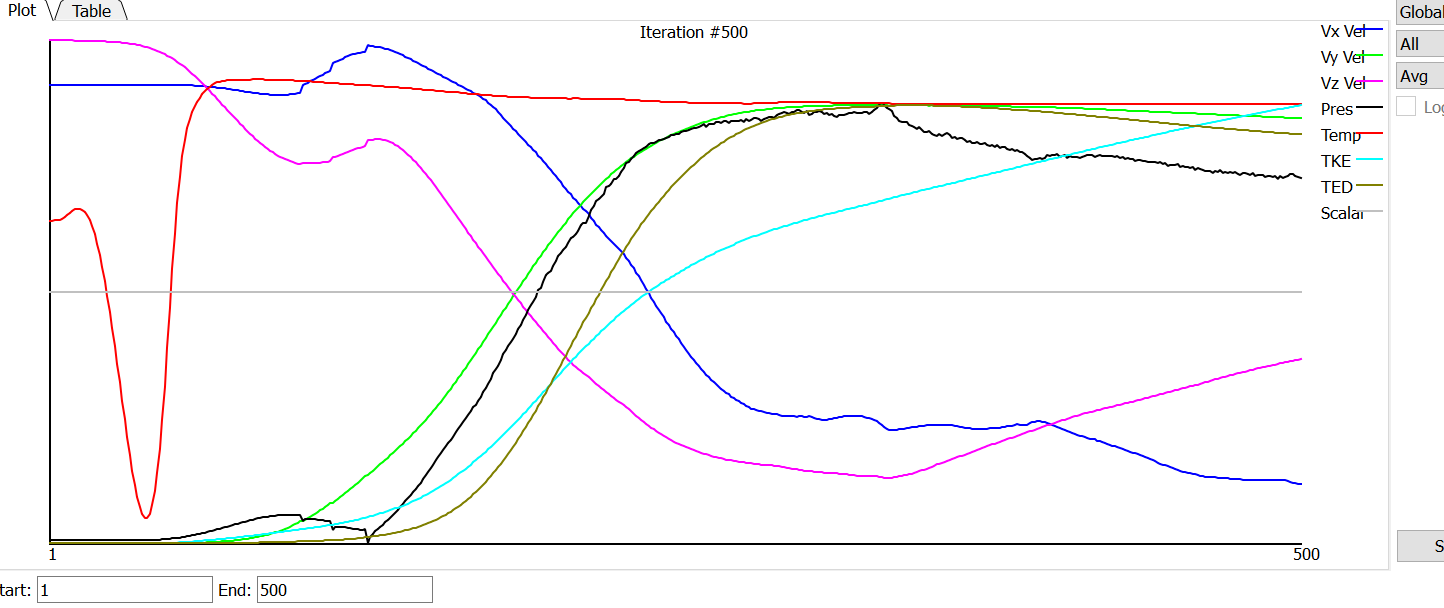 Plot Table
Iteration #500
Global
All
Avg
Vx Vel
Vy Vel
Vz Vel
Pres
Temp
TKE
TED
Scalar
1
500
tart: 1 End: 500